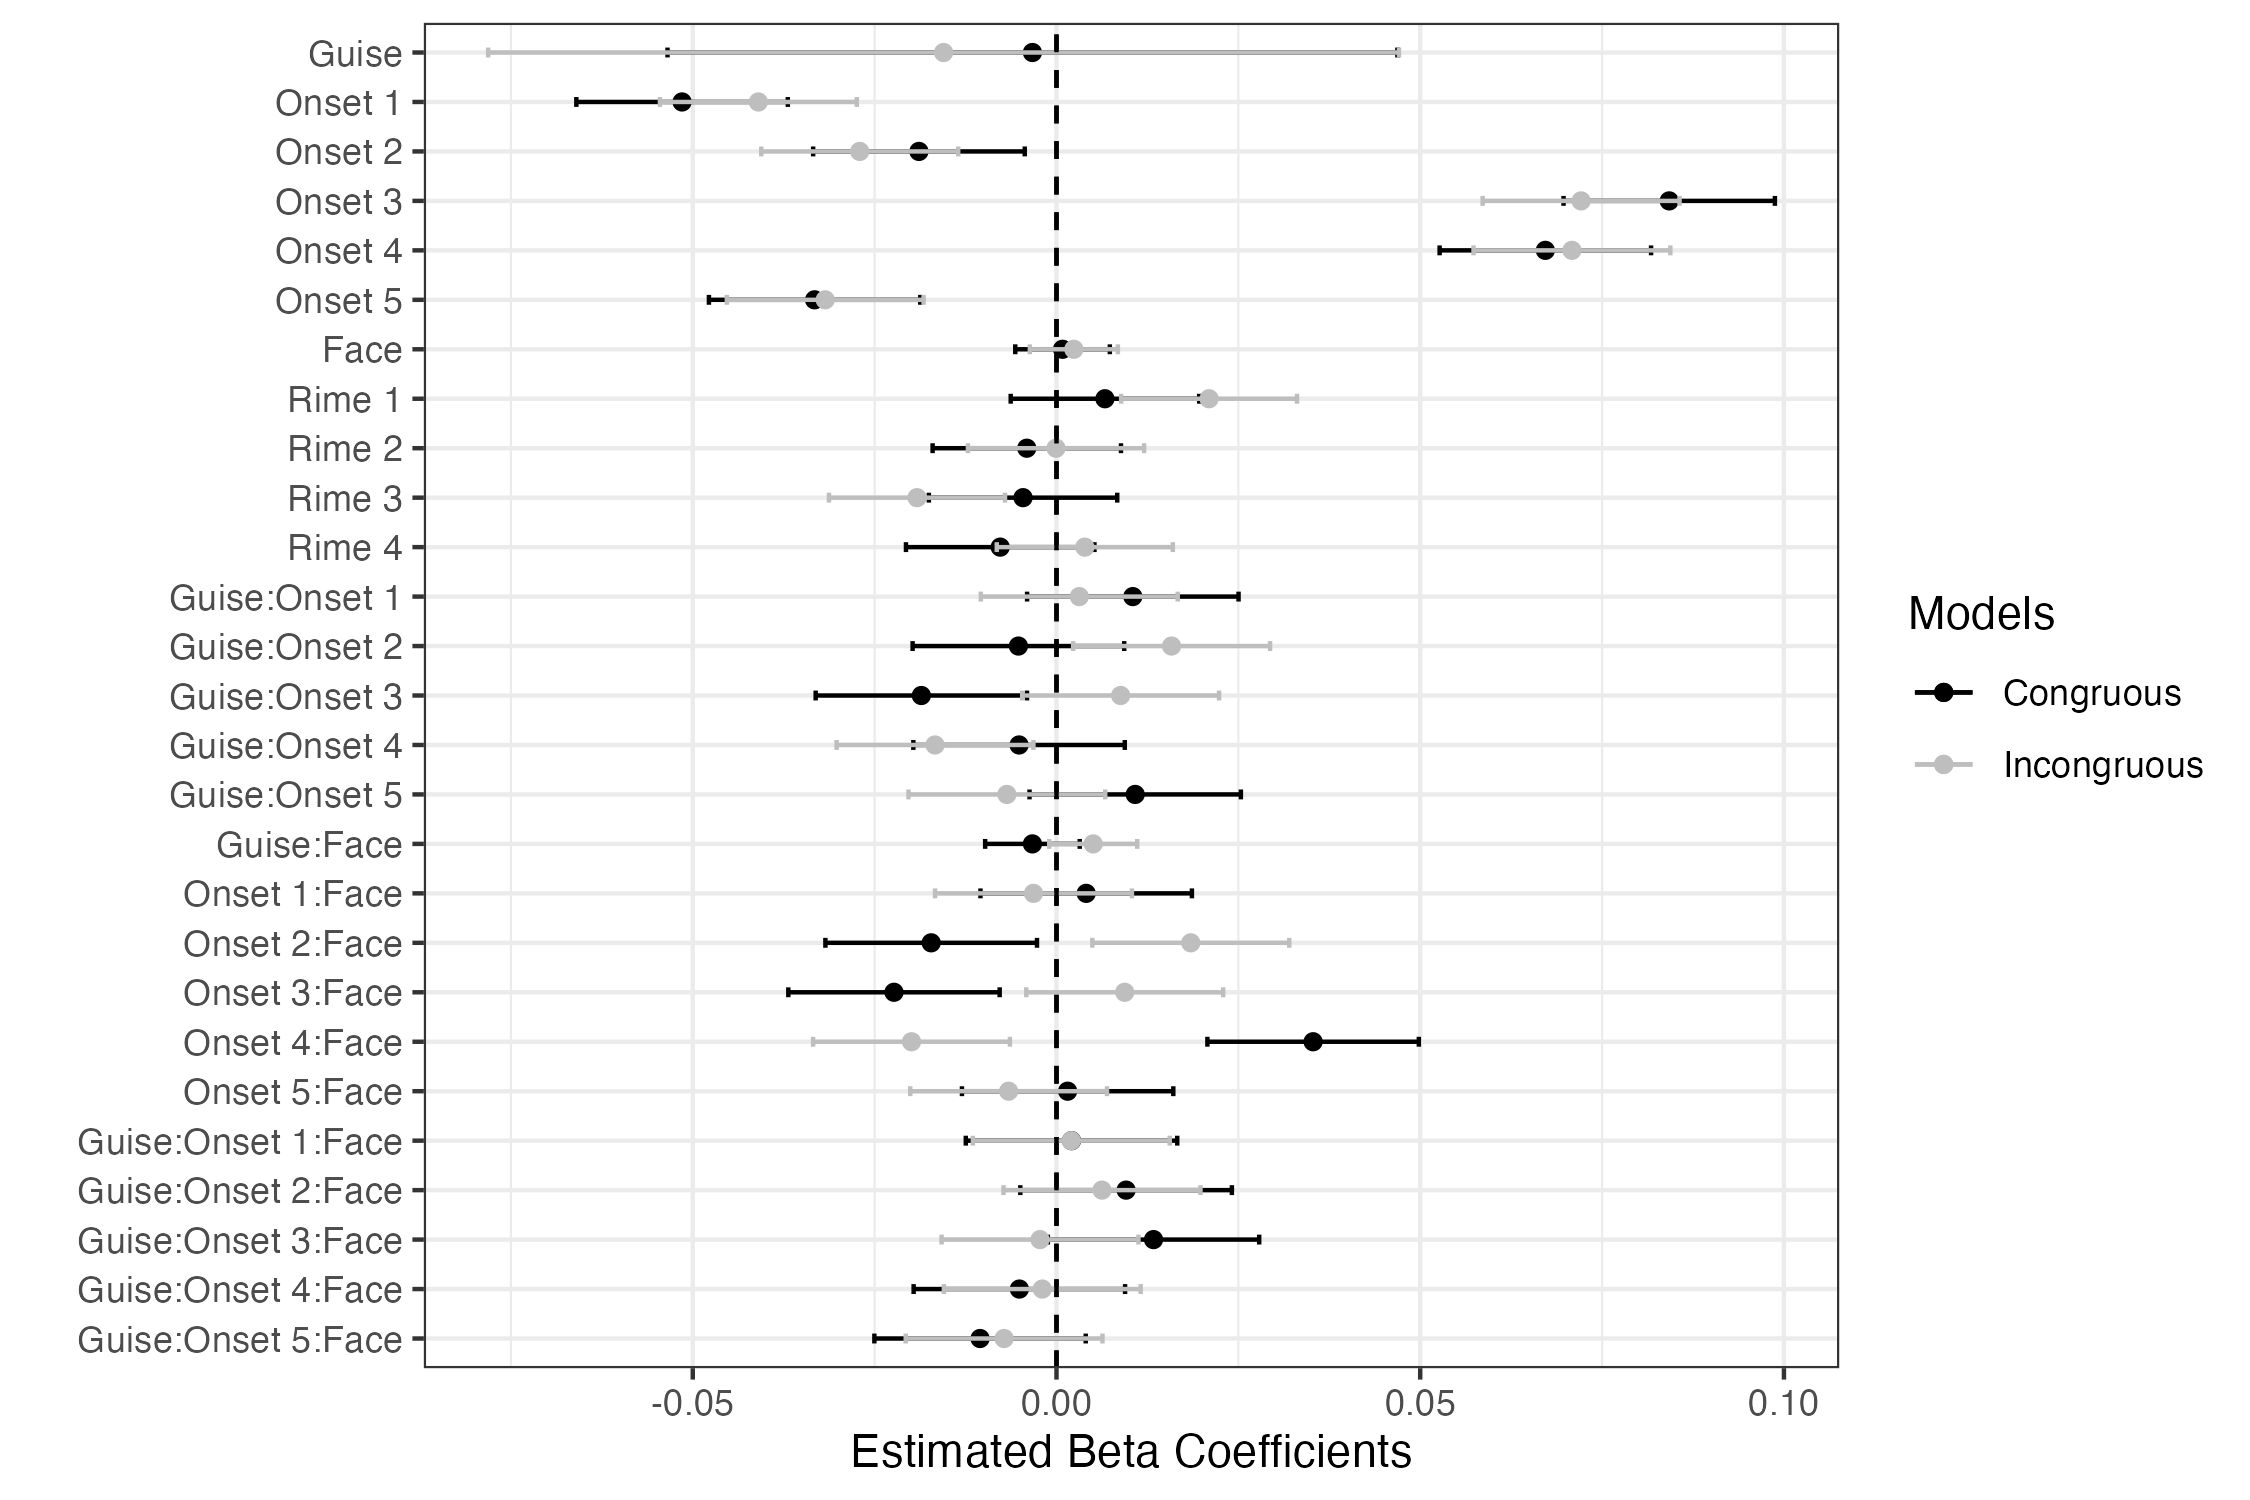 Guise
Onset 1
Onset 2
Onset 3
Onset 4
Onset 5
Face
Rime 1
Rime 2
Rime 3
Rime 4
Guise:Onset 1
Guise:Onset 2
Guise:Onset 3
Guise:Onset 4
Guise:Onset 5
Guise:Face
Onset 1:Face
Onset 2:Face
Onset 3:Face
Onset 4:Face
Onset 5:Face
Guise:Onset 1:Face
Guise:Onset 2:Face
Guise:Onset 3:Face
Guise:Onset 4:Face
Guise:Onset 5:Face
-0.05 0.00 0.05 0.10
Estimated Beta Coefficients
Models
Congruous
Incongruous